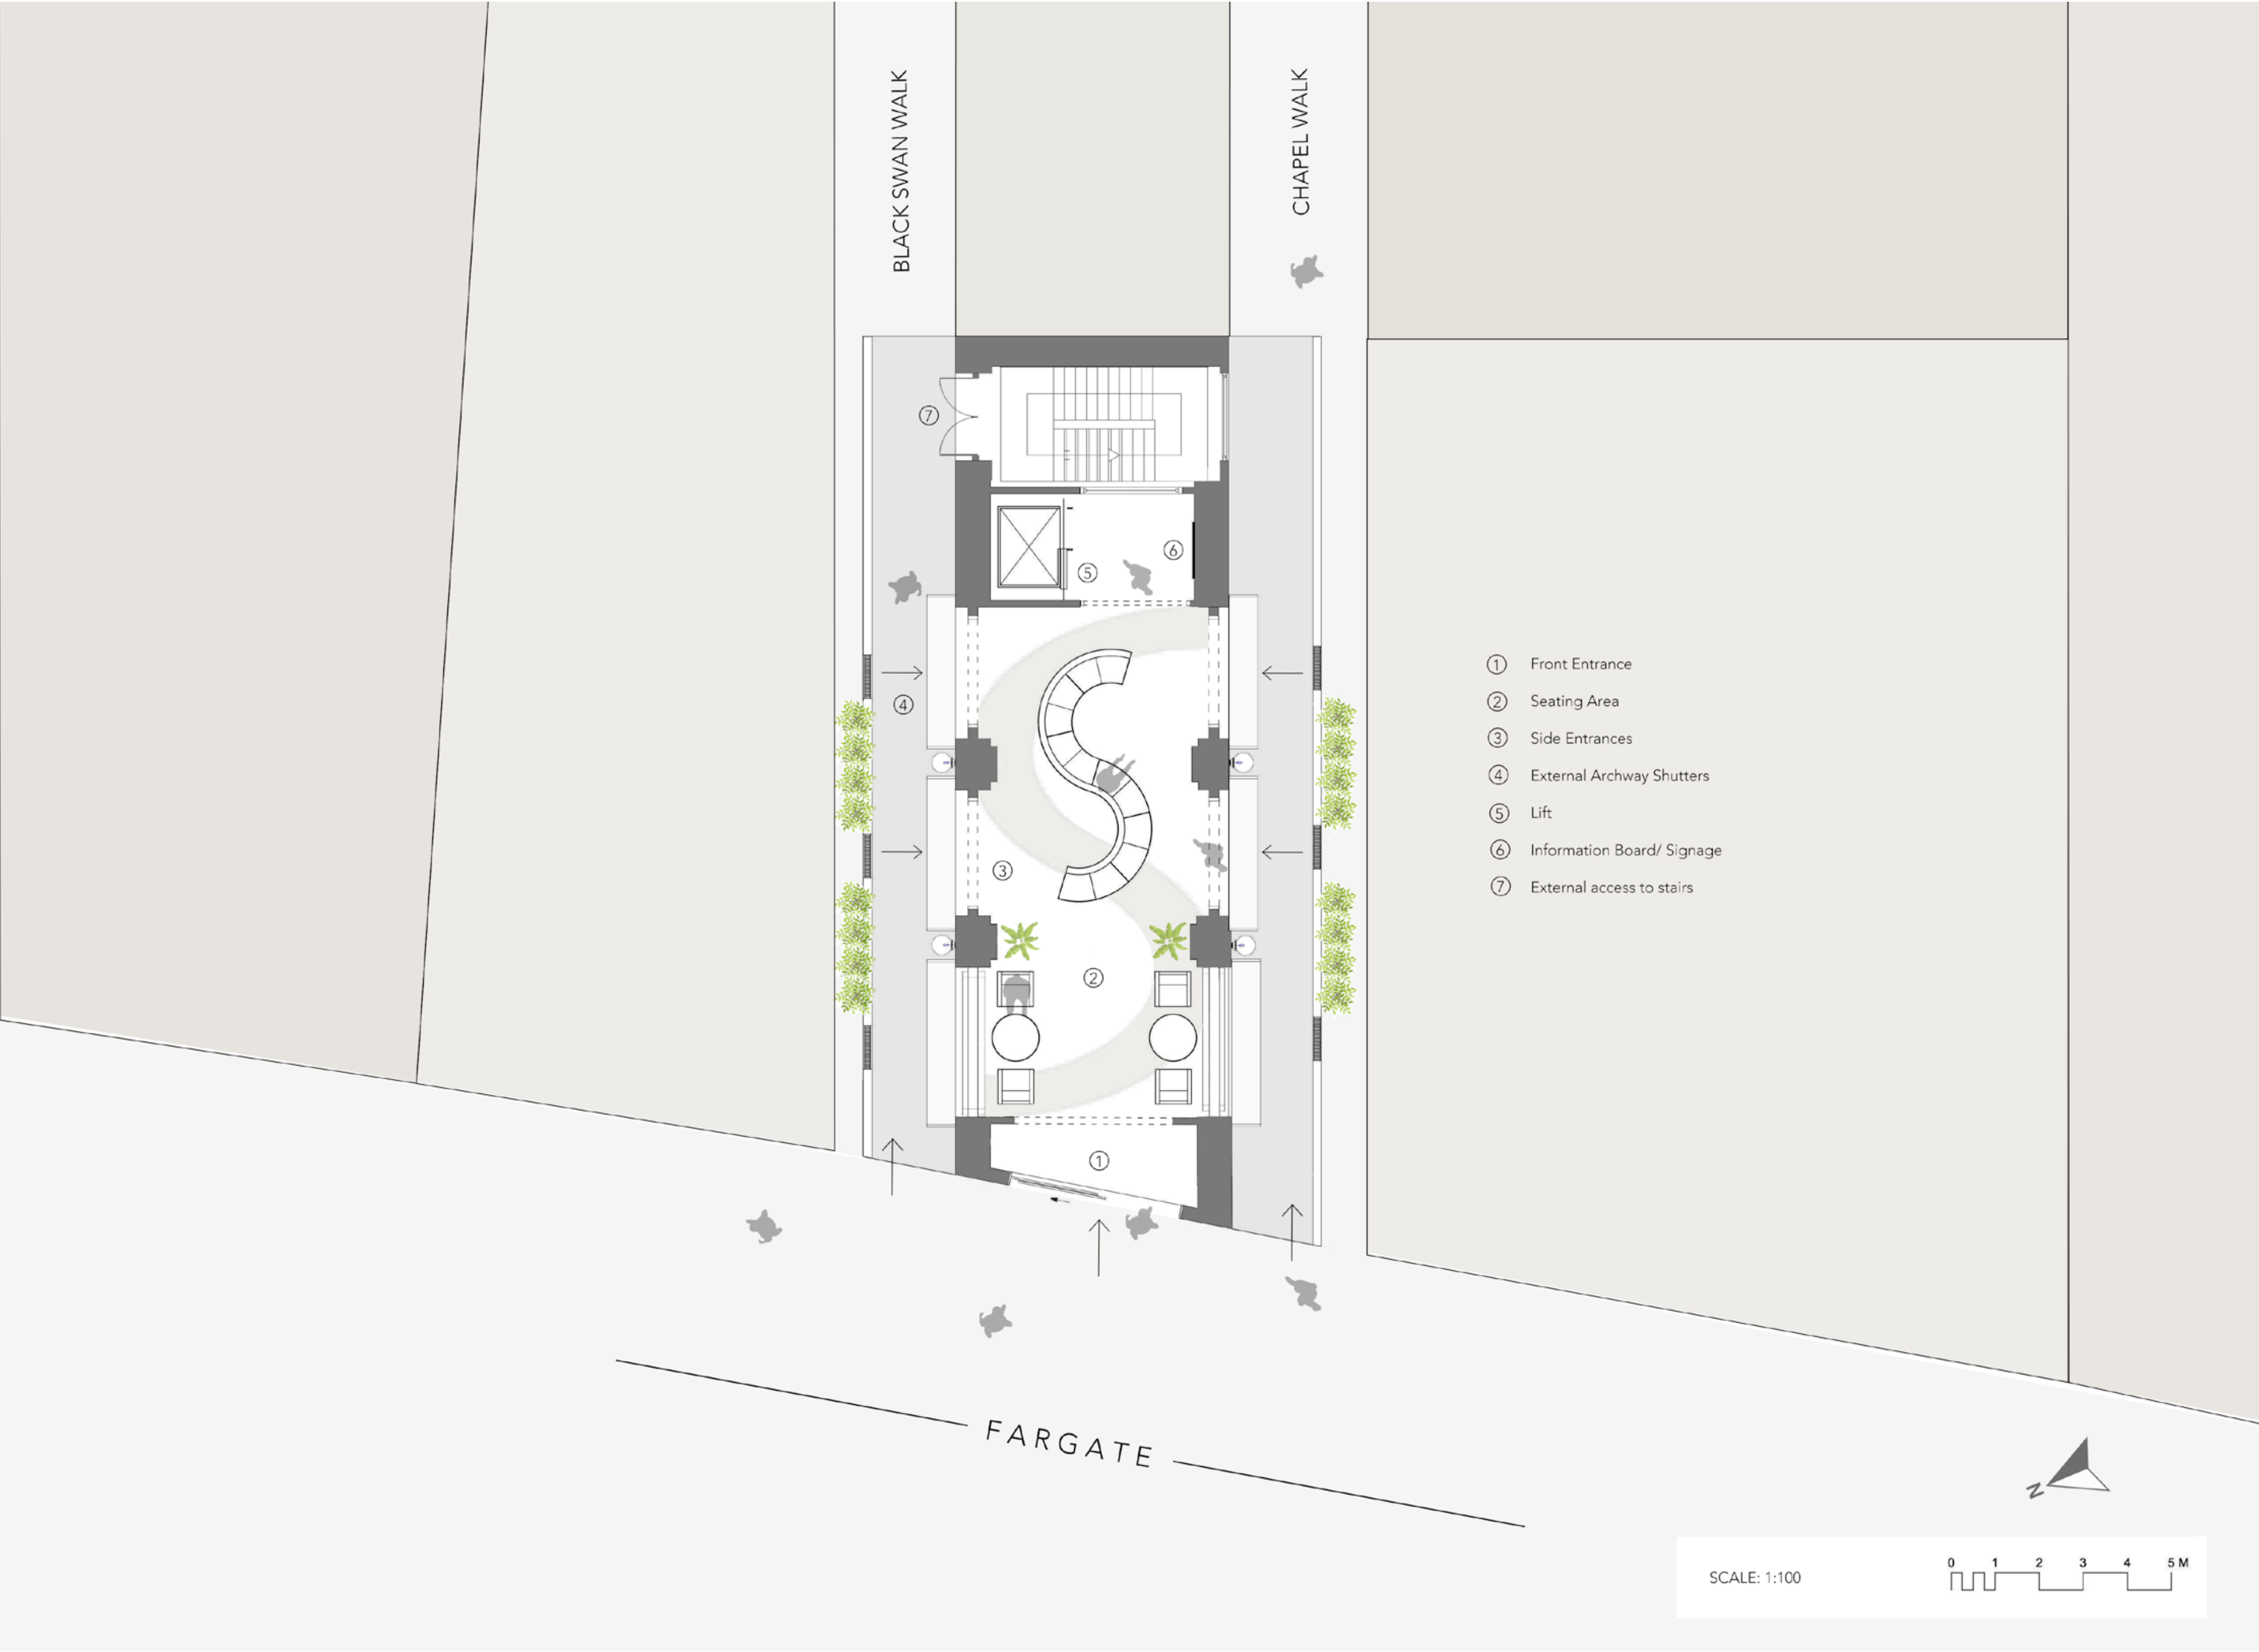 BLACK SWAN WALK
CHAPEL WALK
7
6
5
4
3
2
1
1 Front Entrance
2 Seating Area
3 Side Entrances
4 External Archway Shutters
5 Lift
6 Information Board/ Signage
7 External access to stairs
FARGATE
N
SCALE: 1:100
0 1 2 3 4 5 M